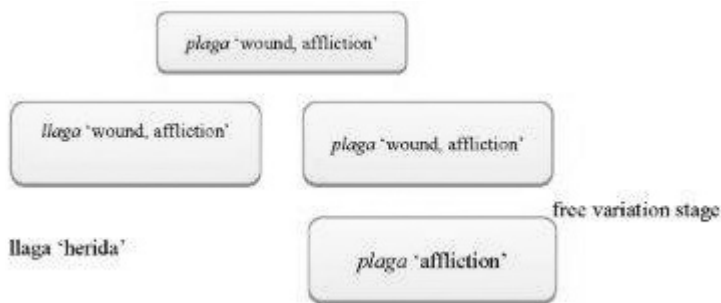 plaga ‘wound, affliction’
llaga ‘wound, affliction’
plaga ‘wound, affliction’
free variation stage
llaga ‘herida’
plaga ‘affliction’